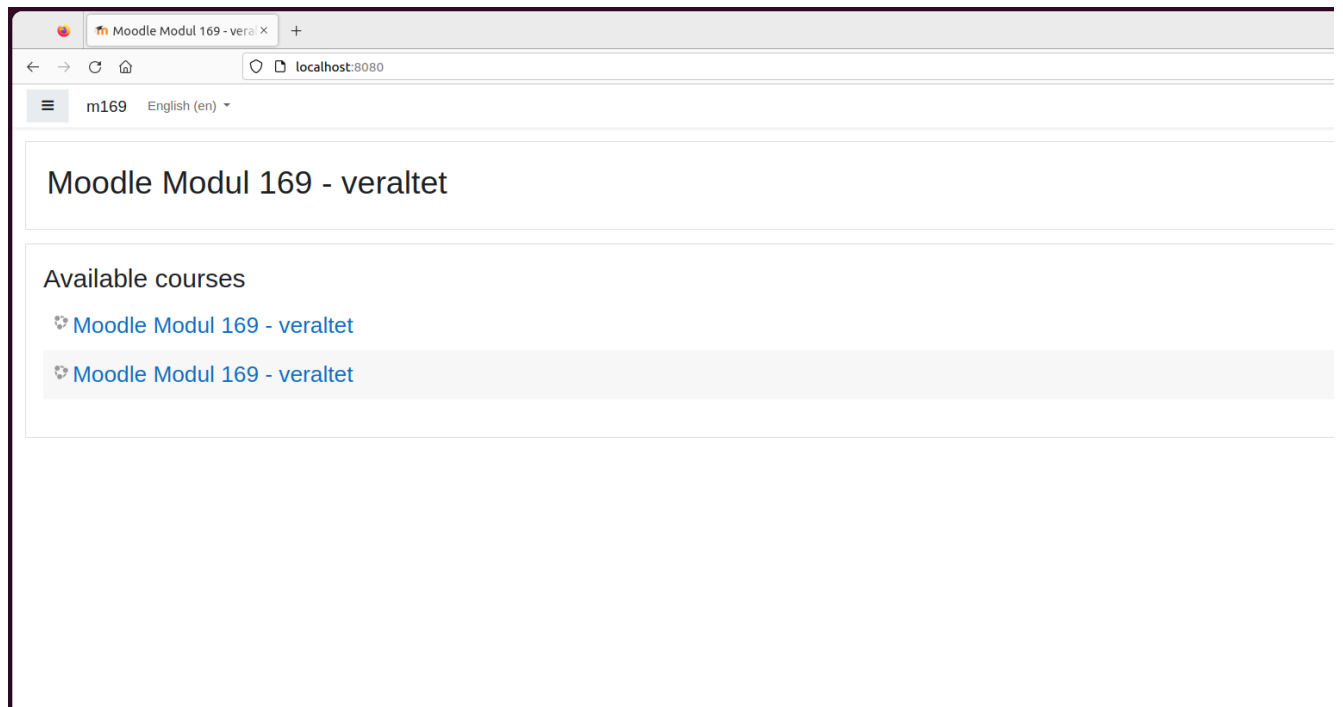 Moodle Modul 169 - vera
localhost:8080
m169 English (en)
Moodle Modul 169 - veraltet
Available courses
Moodle Modul 169 - veraltet
Moodle Modul 169 - veraltet